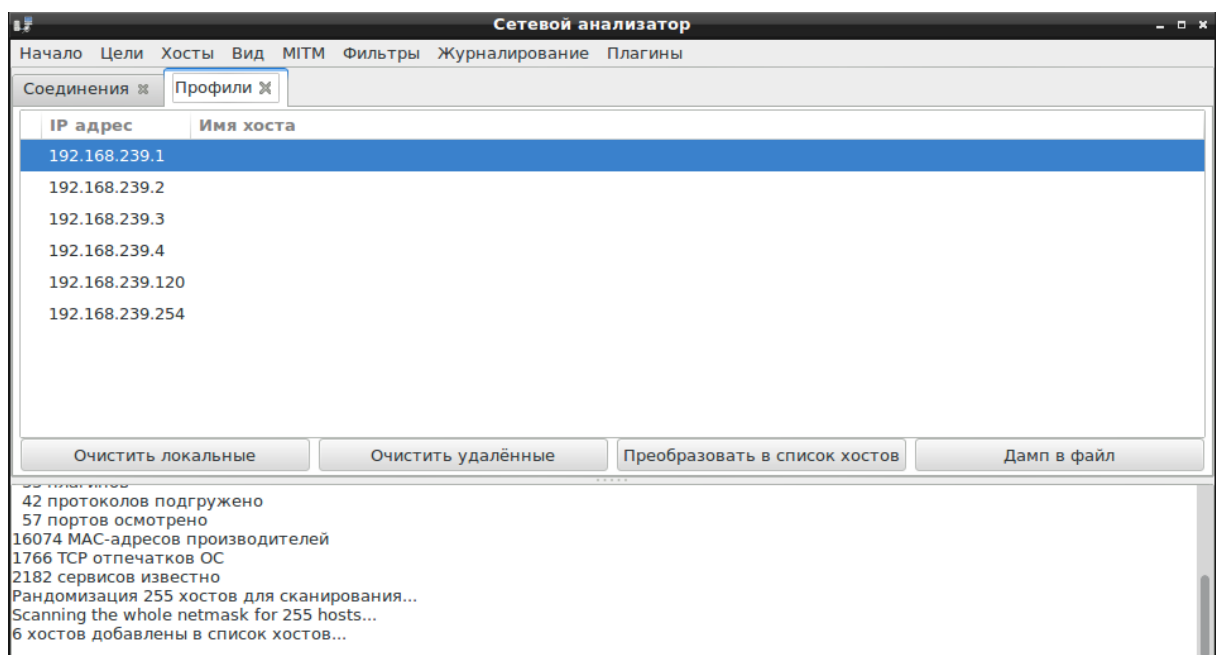 Сетевой анализатор
Начало Цели Хосты Вид MITM Фильтры Журналирование Плагины
Соединения Профили
IP адрес Имя хоста
192.168.239.1
192.168.239.2
192.168.239.3
192.168.239.4
192.168.239.120
192.168.239.254
Очистить локальные Очистить удалённые Преобразовать в список хостов Дамп в файл
42 протоколов подгружено
57 портов осмотрено
16074 MAC-адресов производителей
1766 TCP отпечатков ОС
2182 сервисов известно
Рандомизация 255 хостов для сканирования...
Scanning the whole netmask for 255 hosts...
6 хостов добавлены в список хостов...